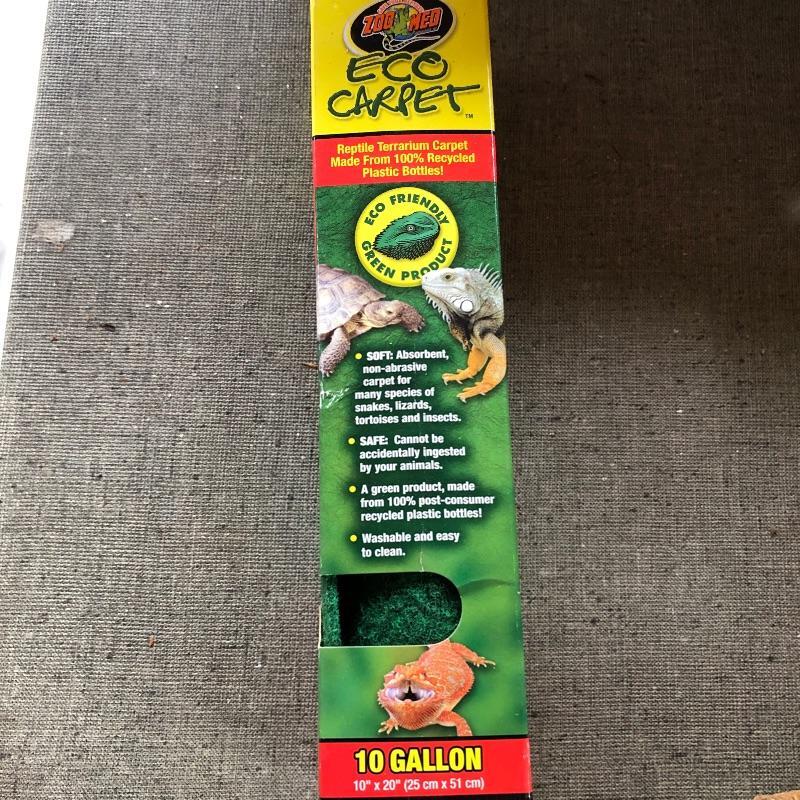 ZOO MED
ECO
CARPET™
Reptile Terrarium Carpet
Made From 100% Recycled
Plastic Bottles!
ECO FRIENDLY
GREEN PRODUCT
• SOFT: Absorbent,
non-abrasive
carpet for
many species of
snakes, lizards,
tortoises and insects.
• SAFE: Cannot be
accidentally ingested
by your animals.
• A green product, made
from 100% post-consumer
recycled plastic bottles!
• Washable and easy
to clean.
10 GALLON
10" x 20" (25 cm x 51 cm)